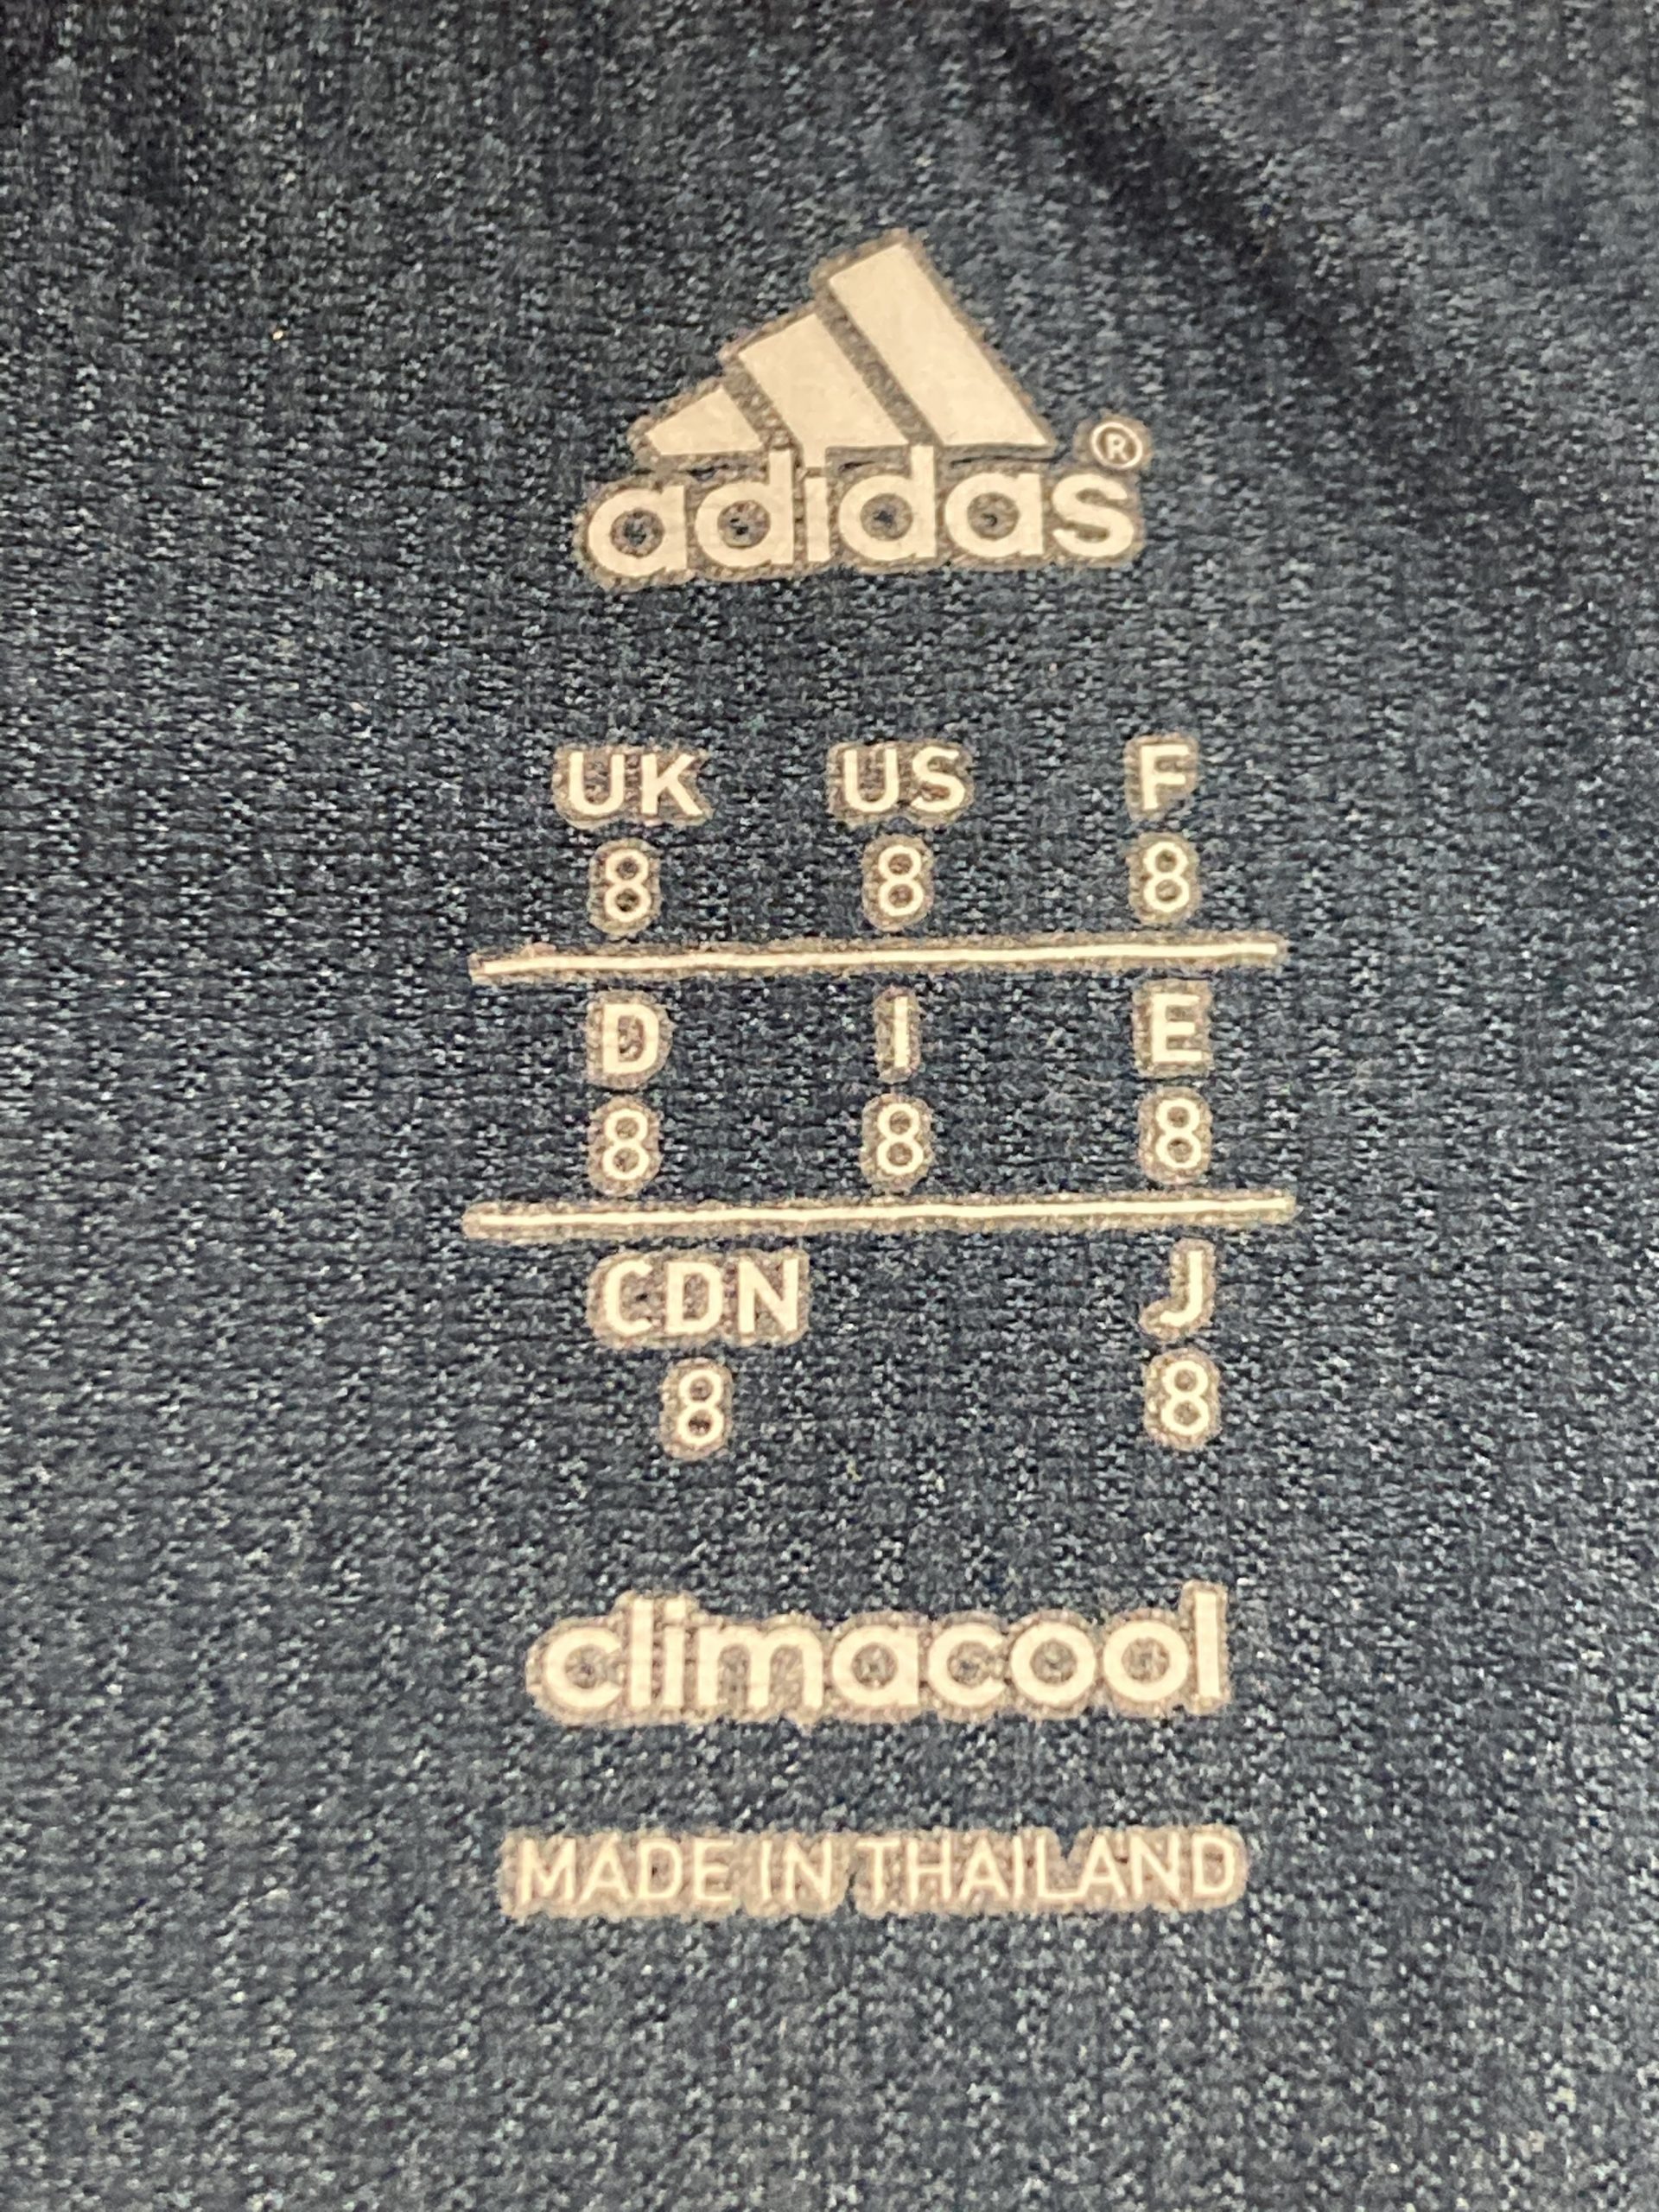 adidas®
UK US F
8 8 8
D I E
8 8 8
CDN J
8 8
climacool
MADE IN THAILAND